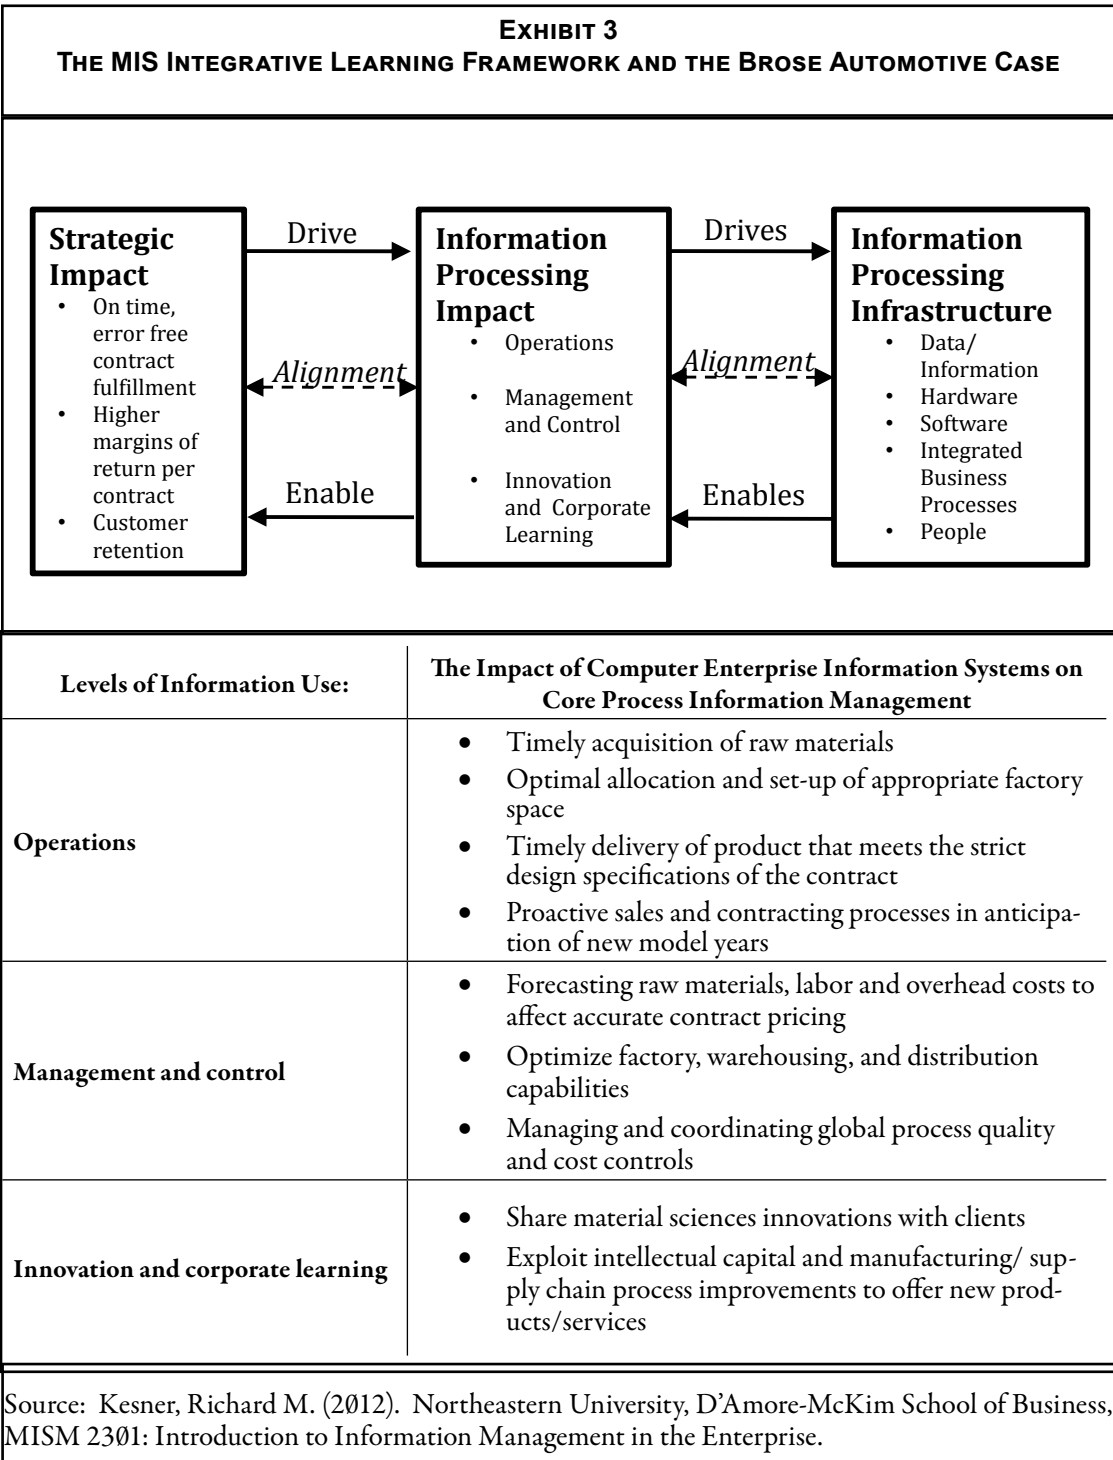 EXHIBIT 3
THE MIS INTEGRATIVE LEARNING FRAMEWORK AND THE BROSE AUTOMOTIVE CASE
Strategic
Impact
• On time,
error free
contract
fulfillment
• Higher
margins of
return per
contract
• Customer
retention
Drive
Alignment
Enable
Information
Processing
Impact
• Operations
• Management
and Control
• Innovation
and Corporate
Learning
Drives
Alignment
Enables
Information
Processing
Infrastructure
• Data/
Information
• Hardware
• Software
• Integrated
Business
Processes
• People
Levels of Information Use:
The Impact of Computer Enterprise Information Systems on
Core Process Information Management
Operations
• Timely acquisition of raw materials
• Optimal allocation and set-up of appropriate factory
space
• Timely delivery of product that meets the strict
design specifications of the contract
• Proactive sales and contracting processes in anticipa-
tion of new model years
Management and control
• Forecasting raw materials, labor and overhead costs to
affect accurate contract pricing
• Optimize factory, warehousing, and distribution
capabilities
• Managing and coordinating global process quality
and cost controls
Innovation and corporate learning
• Share material sciences innovations with clients
• Exploit intellectual capital and manufacturing/ sup-
ply chain process improvements to offer new prod-
ucts/services
Source: Kesner, Richard M. (2012). Northeastern University, D'Amore-McKim School of Business,
MISM 2301: Introduction to Information Management in the Enterprise.